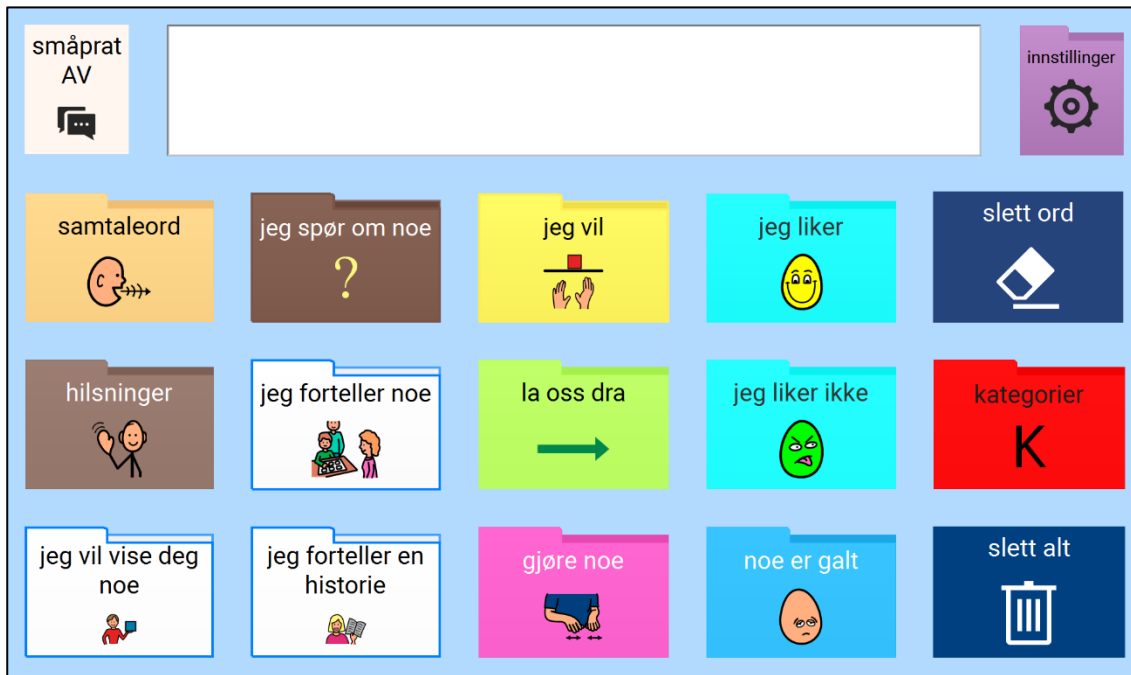 småprat
AV
innstillinger
samtaleord
jeg spør om noe
?
jeg vil
jeg liker
slett ord
hilsninger
jeg forteller noe
la oss dra
jeg liker ikke
kategorier
K
jeg vil vise deg
noe
jeg forteller en
historie
gjøre noe
noe er galt
slett alt